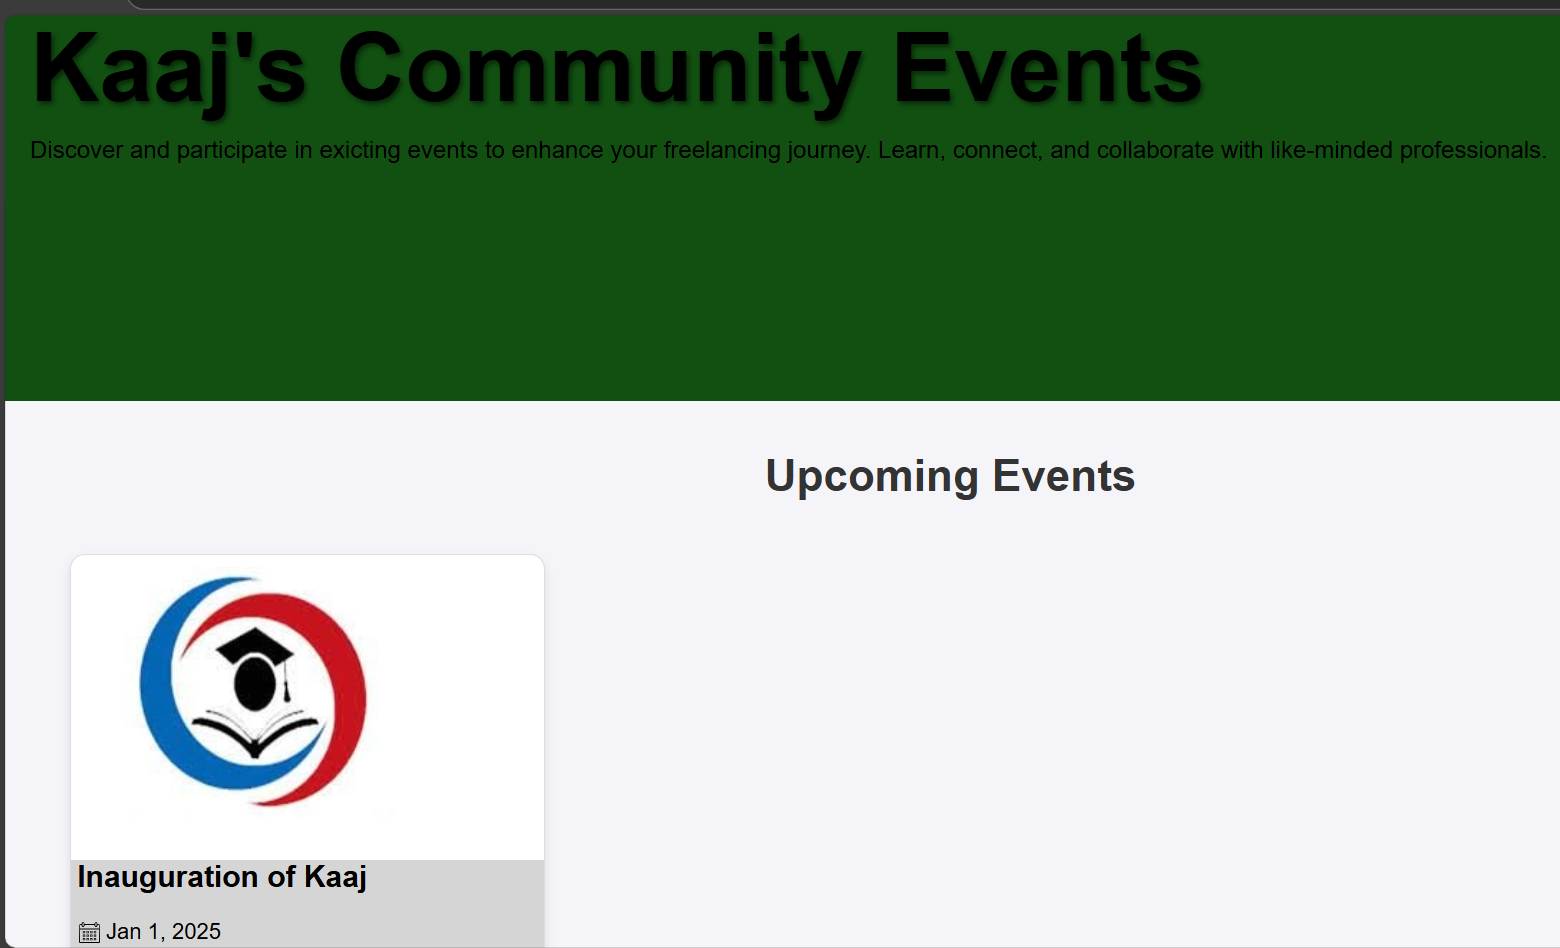 Kaaj's Community Events
Discover and participate in exicting events to enhance your freelancing journey. Learn, connect, and collaborate with like-minded professionals.
Upcoming Events
Inauguration of Kaaj
Jan 1, 2025